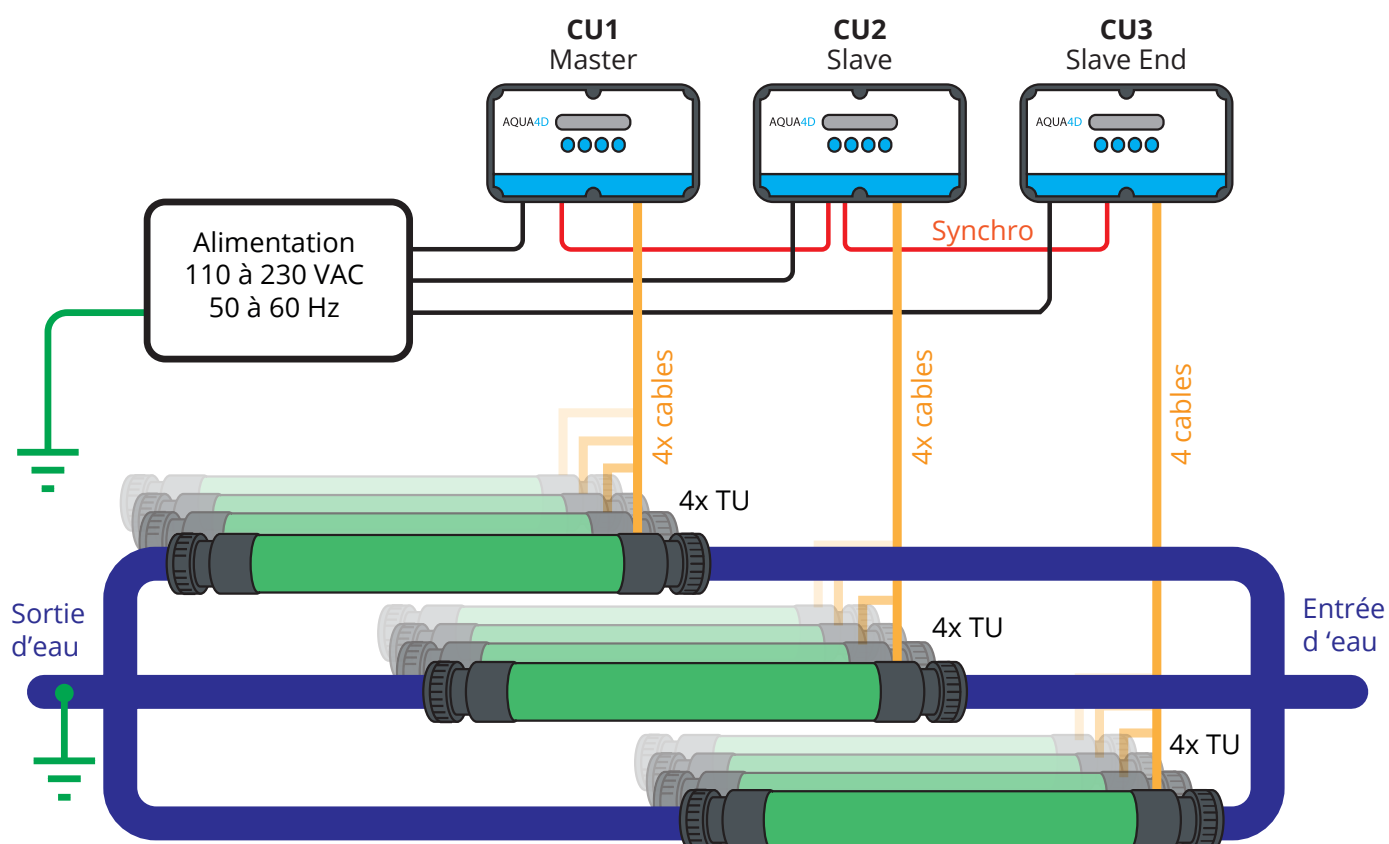 CU1
Master
CU2
Slave
CU3
Slave End
AQUA4D
AQUA4D
AQUA4D
Alimentation
110 à 230 VAC
50 à 60 Hz
Synchro
4x cables
4x cables
4 cables
4x TU
4x TU
4x TU
Sortie
d’eau
Entrée
d ‘eau